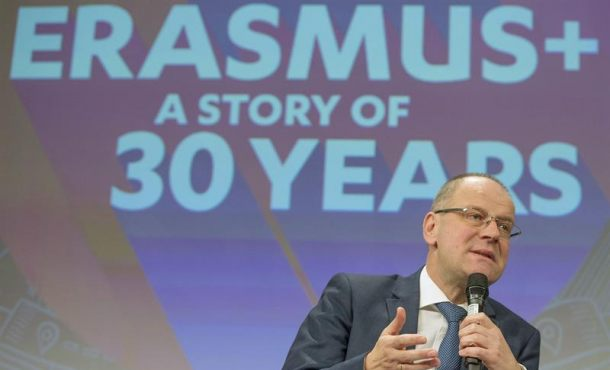 ERASMUS+
A STORY OF
30 YEARS